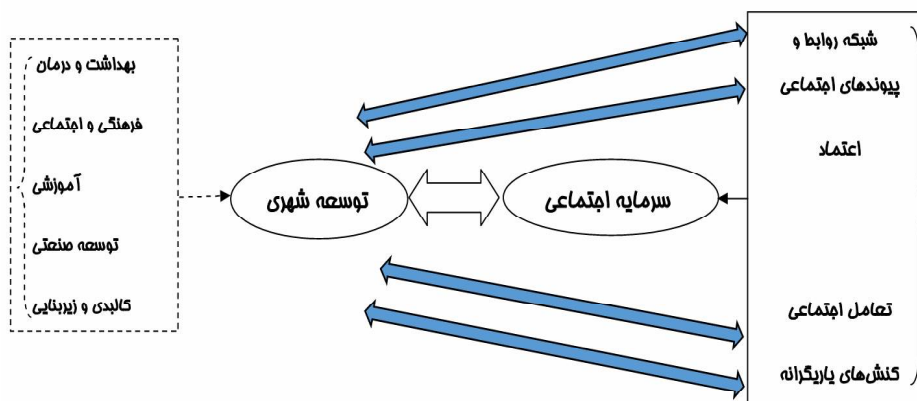 شبکه روابط و
پیوندهای اجتماعی
اعتماد
تعامل اجتماعی
کنش‌های یاریگرانه
سرمایه اجتماعی
توسعه شهری
بهداشت و درمان
فرهنگی و اجتماعی
آموزشی
توسعه صنعتی
کالبدی و زیربنایی